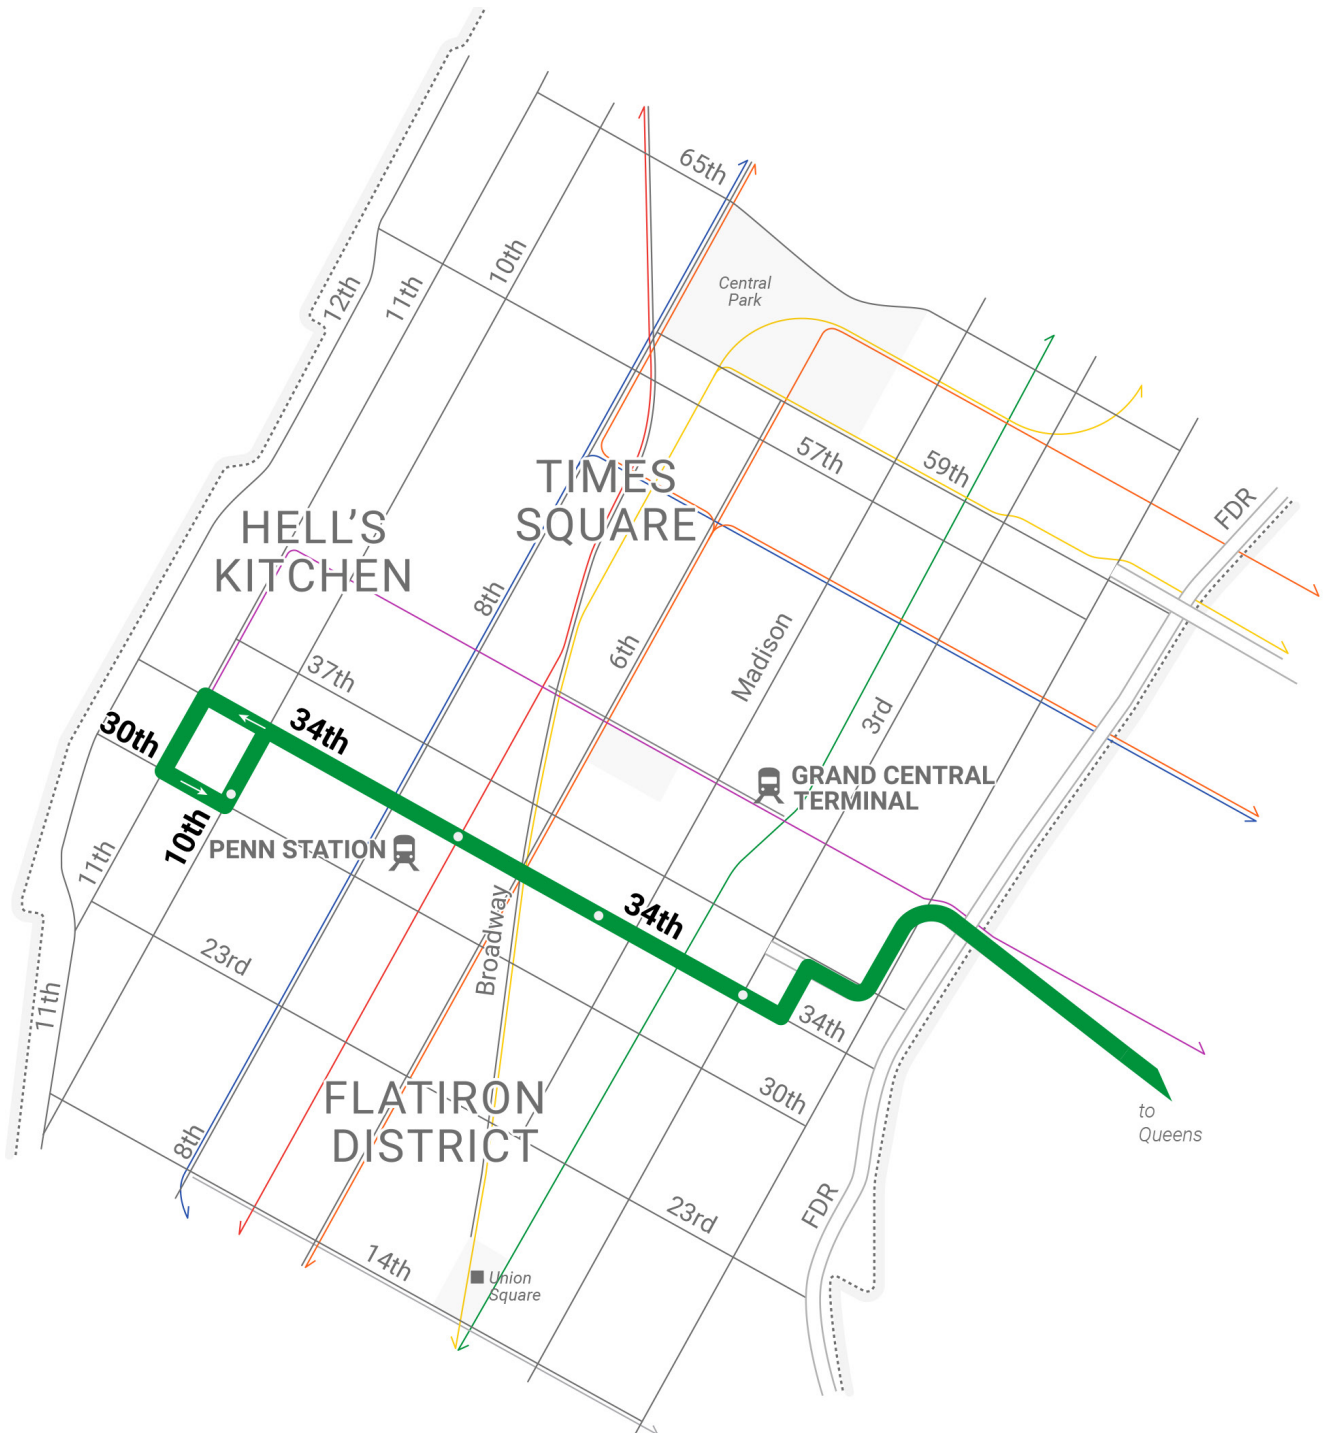 65th
Central
Park
10th
12th
11th
57th
59th
FDR
TIMES
SQUARE
HELL'S
KITCHEN
8th
6th
Madison
3rd
37th
34th
30th
10th
GRAND CENTRAL
TERMINAL
PENN STATION
11th
Broadway
34th
23rd
11th
34th
30th
FLATIRON
DISTRICT
8th
to
Queens
FDR
23rd
14th
Union
Square